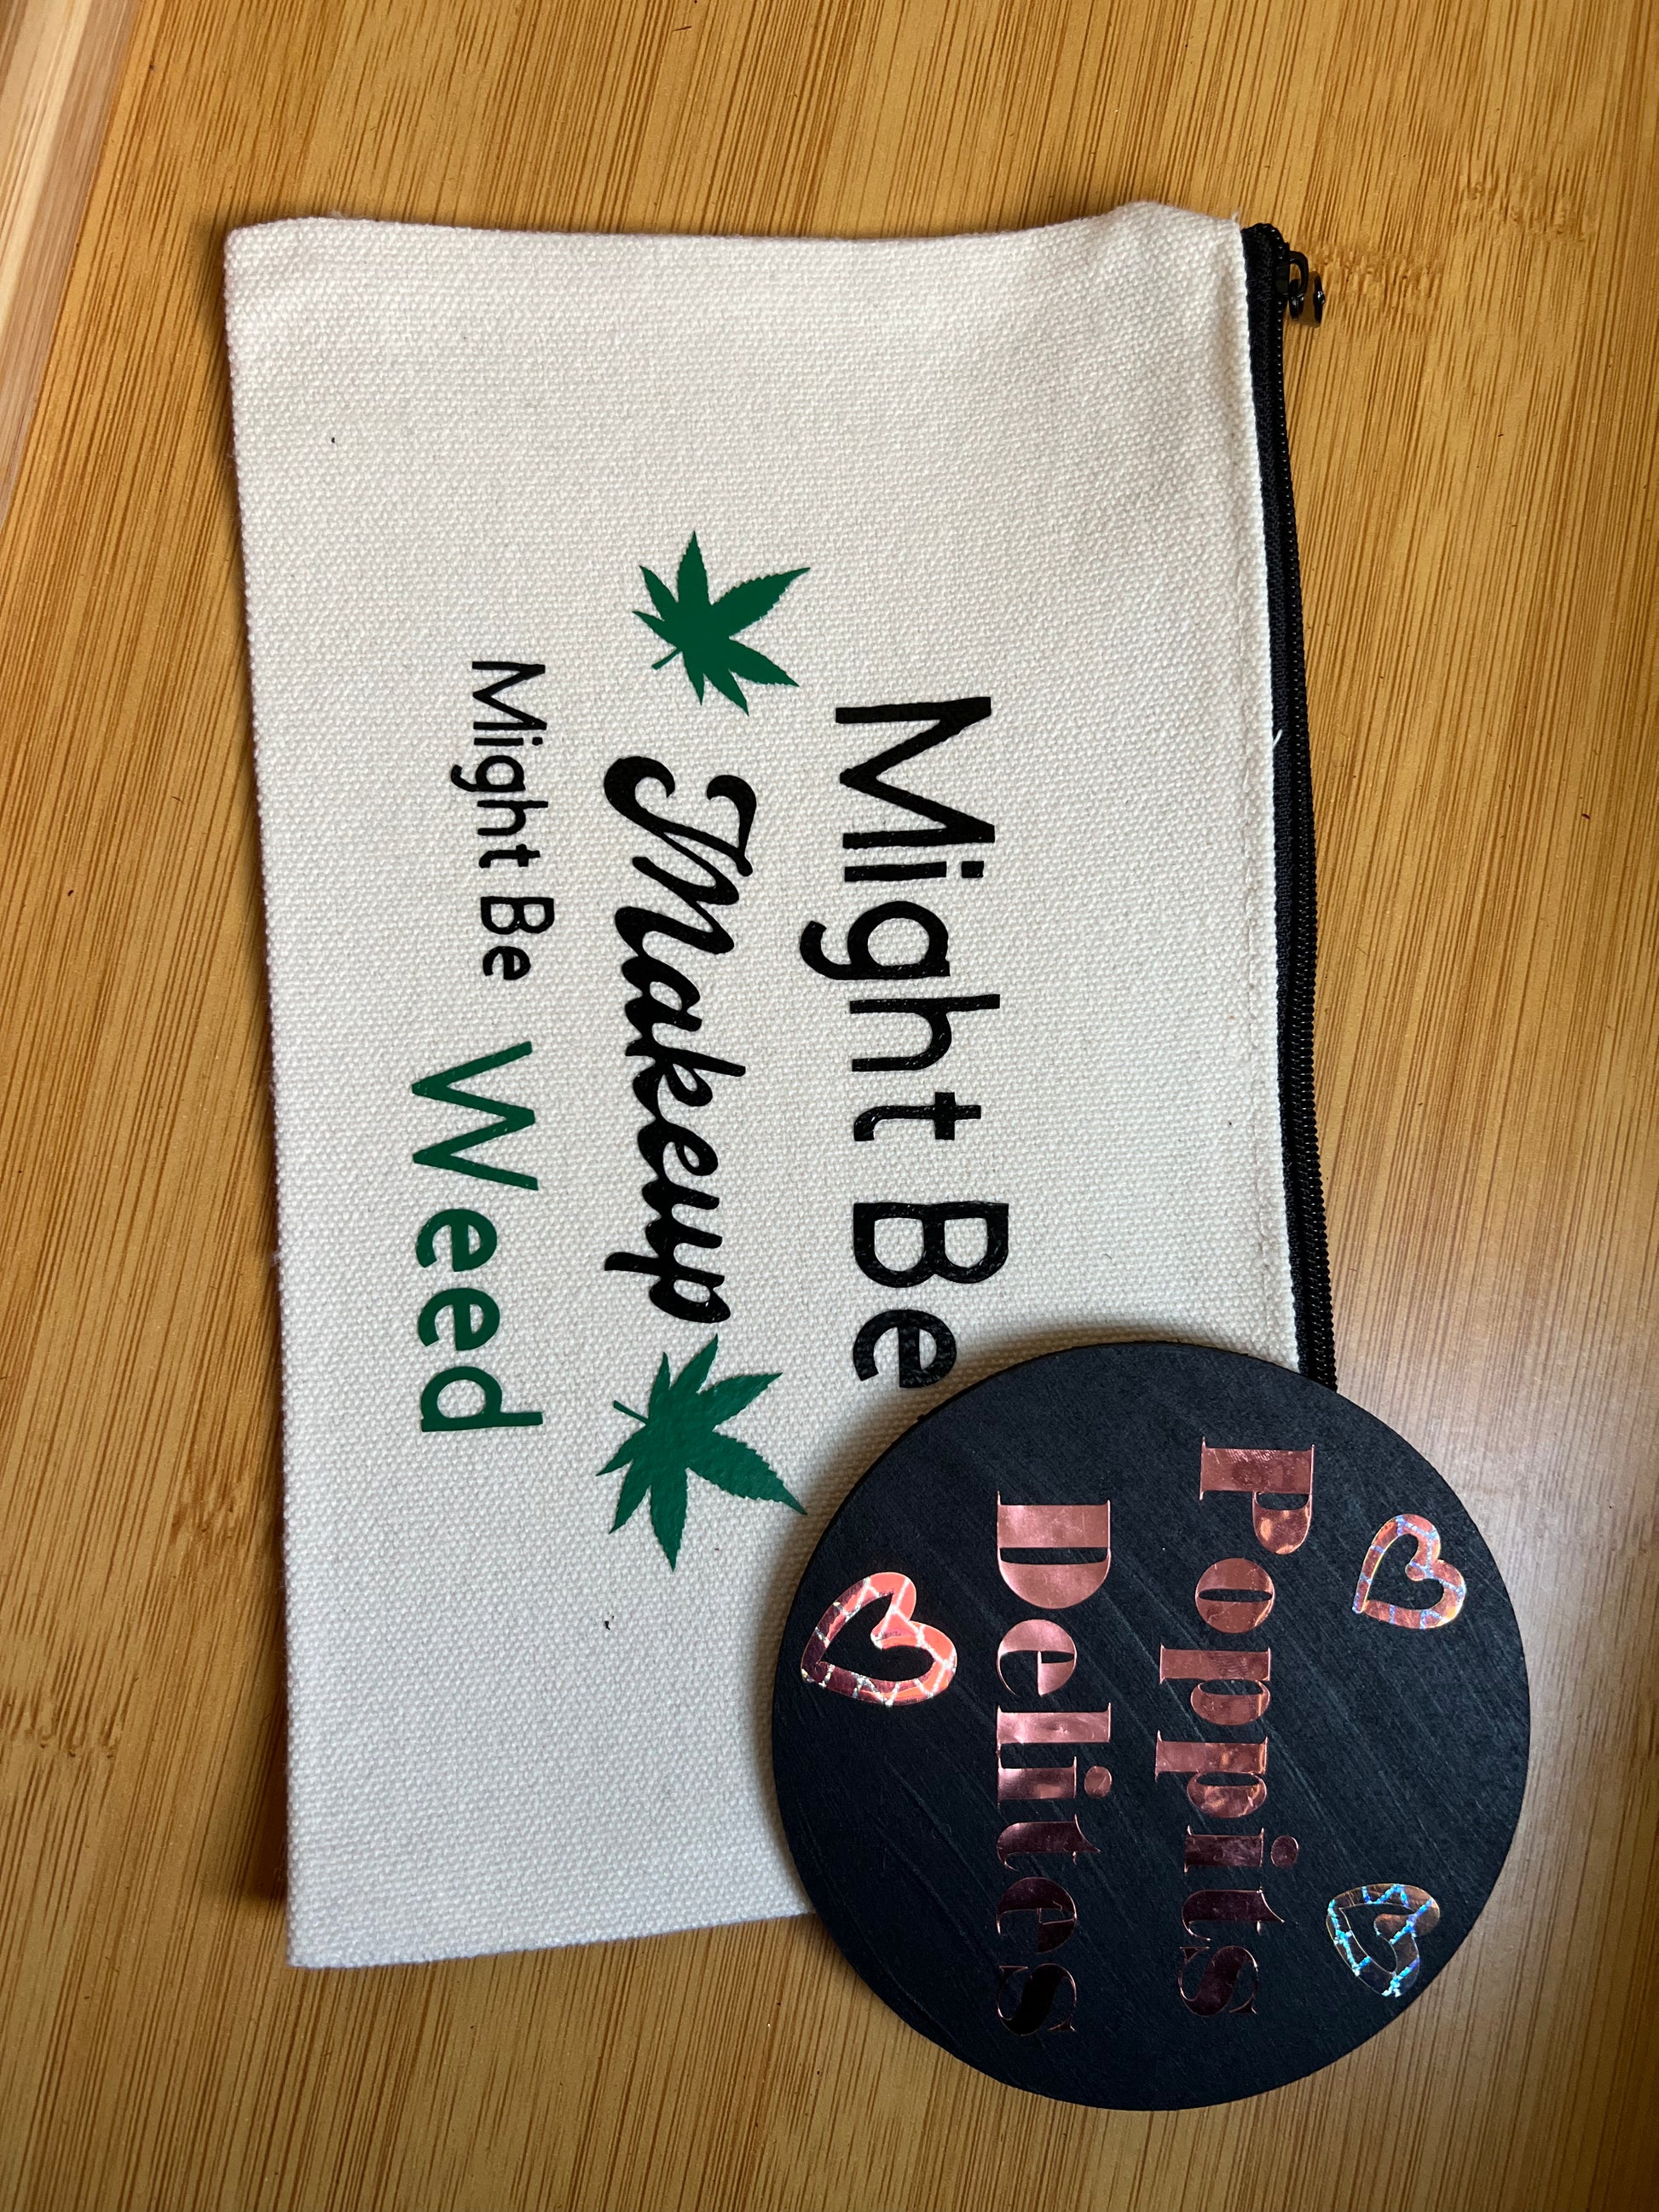 Might Be
Makeup
Might Be Weed
Poppits
Delites